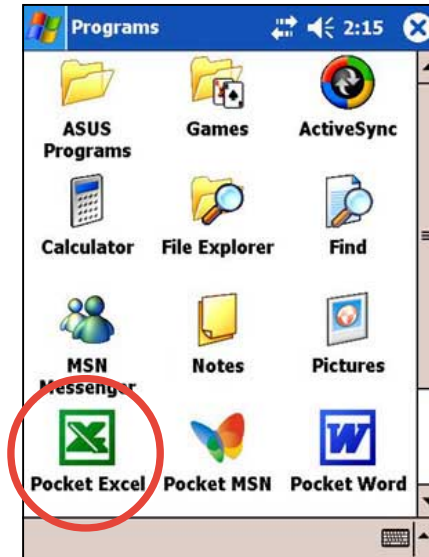 Programs 2:15
ASUS Programs
Games
ActiveSync
Calculator
File Explorer
Find
MSN Messenger
Notes
Pictures
Pocket Excel
Pocket MSN
Pocket Word